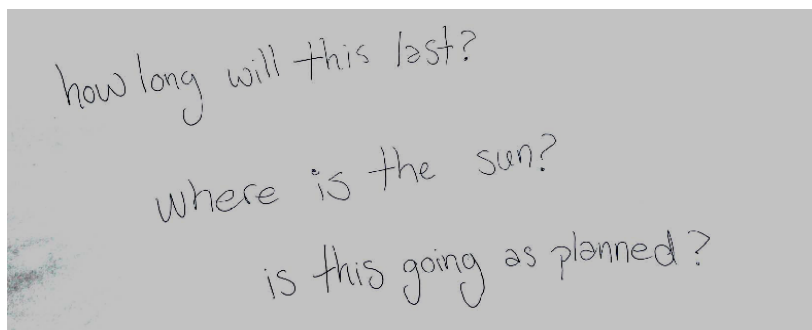 how long will this last?
where is the sun?
is this going as planned?